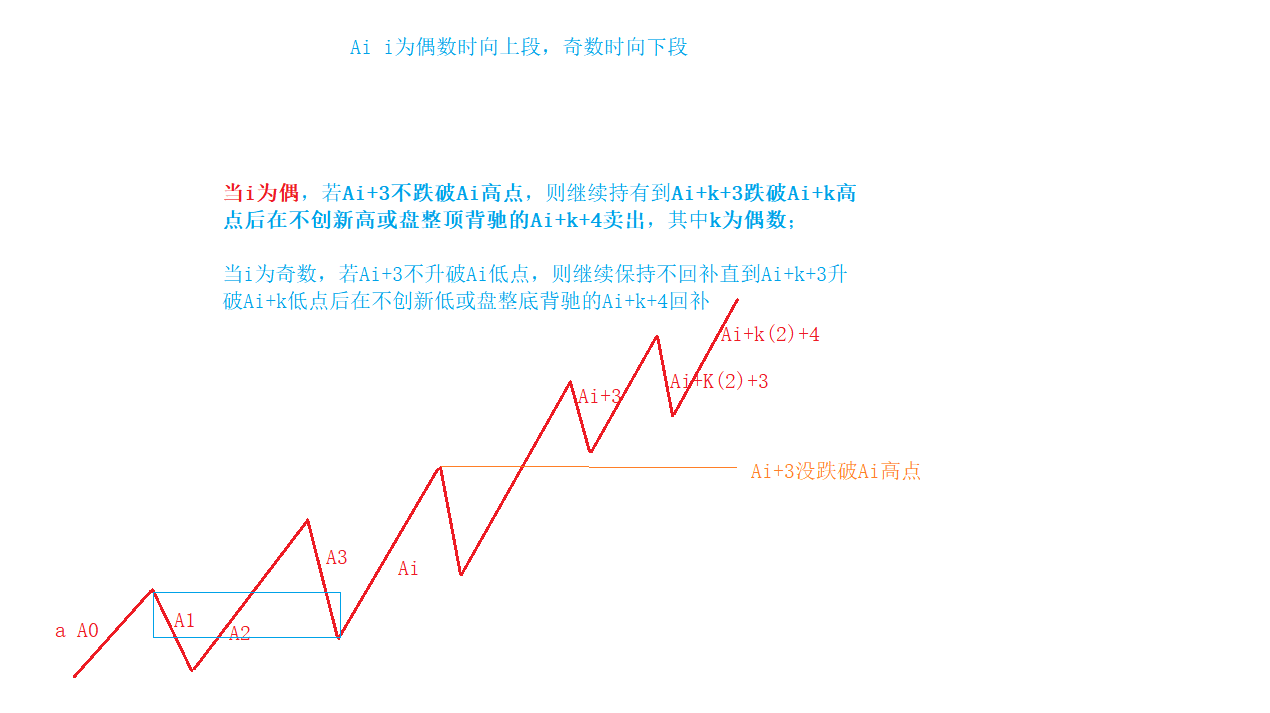 Ai i为偶数时向上段，奇数时向下段
当i为偶，若Ai+3不跌破Ai高点，则继续持有到Ai+k+3跌破Ai+k高
点后在不创新高或盘整顶背驰的Ai+k+4卖出，其中k为偶数；
当i为奇数，若Ai+3不升破Ai低点，则继续保持不回补直到Ai+k+3升
破Ai+k低点后在不创新低或盘整底背驰的Ai+k+4回补
Ai+k(2)+4
Ai+K(2)+3
Ai+3
Ai+3没跌破Ai高点
A3
Ai
A1
a A0
A2